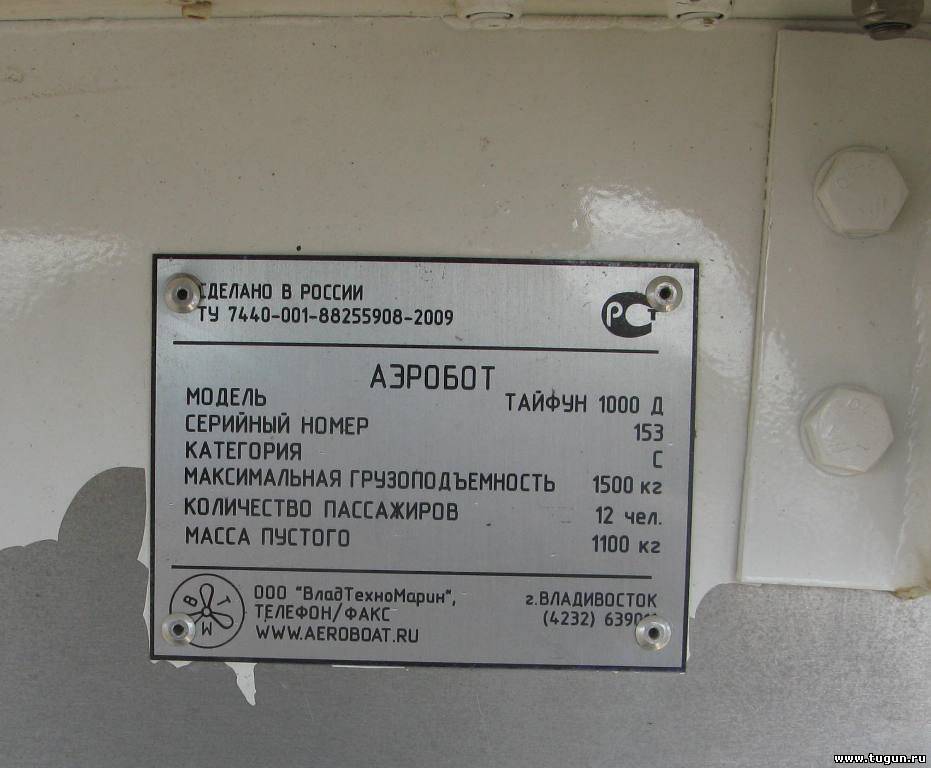 СДЕЛАНО В РОССИИ
ТУ 7440-001-88255908-2009
РСТ
АЭРОБОТ
МОДЕЛЬ ТАЙФУН 1000 Д
СЕРИЙНЫЙ НОМЕР 153
КАТЕГОРИЯ С
МАКСИМАЛЬНАЯ ГРУЗОПОДЪЕМНОСТЬ 1500 кг
КОЛИЧЕСТВО ПАССАЖИРОВ 12 чел.
МАССА ПУСТОГО 1100 кг
В Т М
ООО "ВладТехноМарин", г.ВЛАДИВОСТОК
ТЕЛЕФОН/ФАКС (4232)
WWW.AEROBOAT.RU
www.tugun.ru